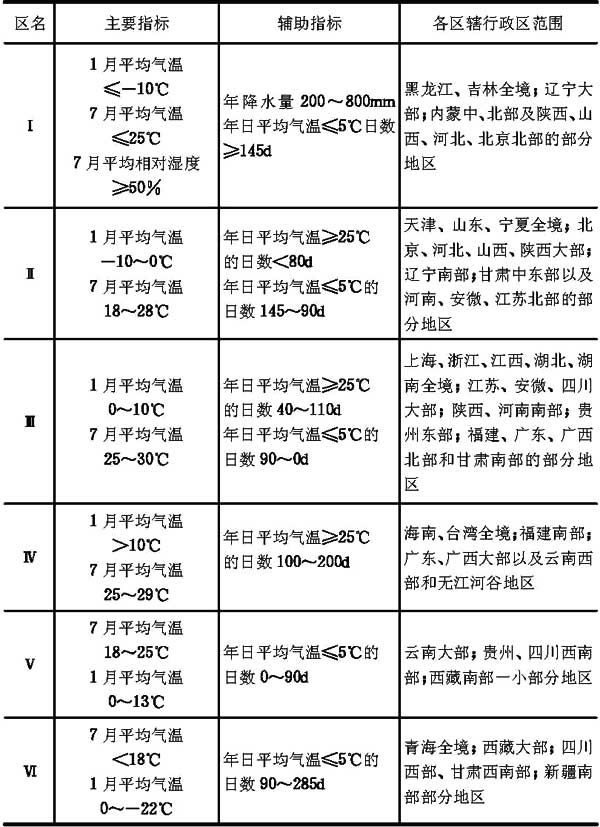 区名 主要指标 辅助指标 各区辖行政区范围
Ⅰ
1月平均气温
≤-10℃
7月平均气温
≤25℃
7月平均相对湿度
≥50%
年降水量200～800mm
年日平均气温≤5℃日数
≥145d
黑龙江、吉林全境；辽宁大
部；内蒙中、北部及陕西、山
西、河北、北京北部的部分
地区
Ⅱ
1月平均气温
-10～0℃
7月平均气温
18～28℃
年日平均气温≥25℃
的日数<80d
年日平均气温≤5℃的
日数145～90d
天津、山东、宁夏全境；北
京、河北、山西、陕西大部；
辽宁南部；甘肃中东部以及
河南、安微、江苏北部的部
分地区
Ⅲ
1月平均气温
0～10℃
7月平均气温
25～30℃
年日平均气温≥25℃
的日数40～110d
年日平均气温≤5℃的
日数90～0d
上海、浙江、江西、湖北、湖
南全境；江苏、安微、四川
大部；陕西、河南南部；贵
州东部；福建、广东、广西
北部和甘肃南部的部分地
区
Ⅳ
1月平均气温
>10℃
7月平均气温
25～29℃
年日平均气温≥25℃
的日数100～200d
海南、台湾全境；福建南部；
广东、广西大部以及云南西
部和无江河谷地区
Ⅴ
7月平均气温
18～25℃
1月平均气温
0～13℃
年日平均气温≤5℃的
日数0～90d
云南大部；贵州、四川西南
部；西藏南部一小部分地区
Ⅵ
7月平均气温
<18℃
1月平均气温
0～-22℃
年日平均气温≤5℃的
日数90～285d
青海全境；西藏大部；四川
西部、甘肃西南部；新疆南
部部分地区